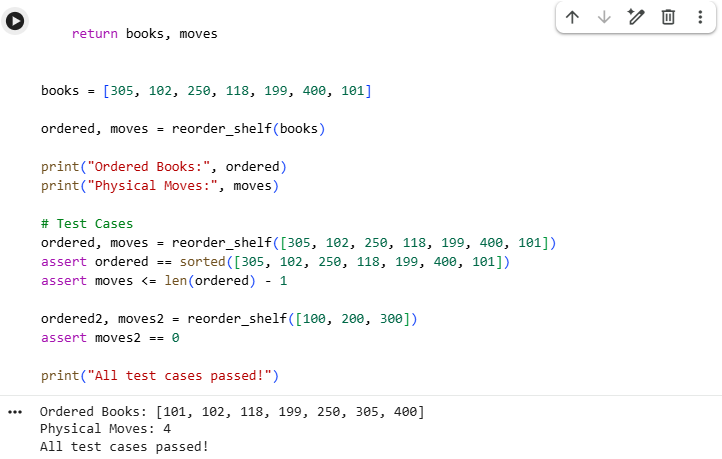 return books, moves
books = [305, 102, 250, 118, 199, 400, 101]
ordered, moves = reorder_shelf(books)
print("Ordered Books:", ordered)
print("Physical Moves:", moves)
# Test Cases
ordered, moves = reorder_shelf([305, 102, 250, 118, 199, 400, 101])
assert ordered == sorted([305, 102, 250, 118, 199, 400, 101])
assert moves <= len(ordered) - 1
ordered2, moves2 = reorder_shelf([100, 200, 300])
assert moves2 == 0
print("All test cases passed!")
Ordered Books: [101, 102, 118, 199, 250, 305, 400]
Physical Moves: 4
All test cases passed!